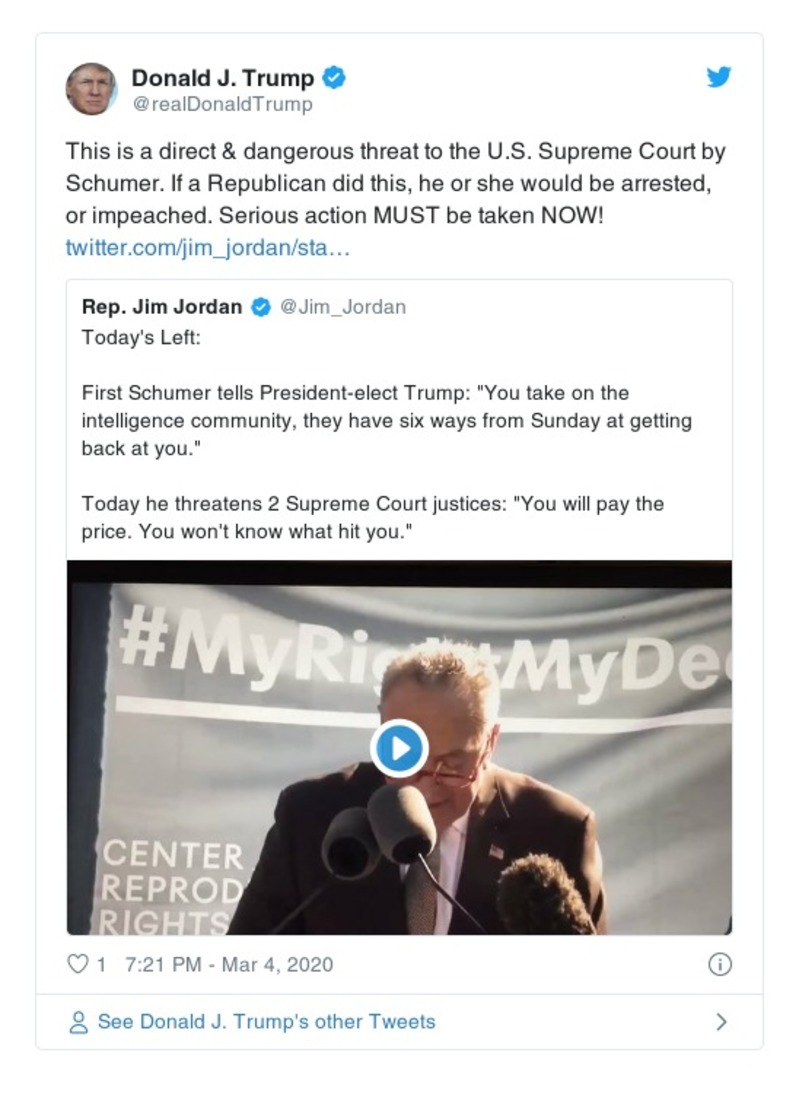 Donald J. Trump
@realDonaldTrump
This is a direct & dangerous threat to the U.S. Supreme Court by
Schumer. If a Republican did this, he or she would be arrested,
or impeached. Serious action MUST be taken NOW!
twitter.com/jim_jordan/sta…
Rep. Jim Jordan @Jim_Jordan
Today's Left:
First Schumer tells President-elect Trump: "You take on the
intelligence community, they have six ways from Sunday at getting
back at you."
Today he threatens 2 Supreme Court justices: "You will pay the
price. You won't know what hit you."
#MyRig tMyDec
CENTER
REPROD
RIGHTS
1 7:21 PM - Mar 4, 2020
See Donald J. Trump's other Tweets